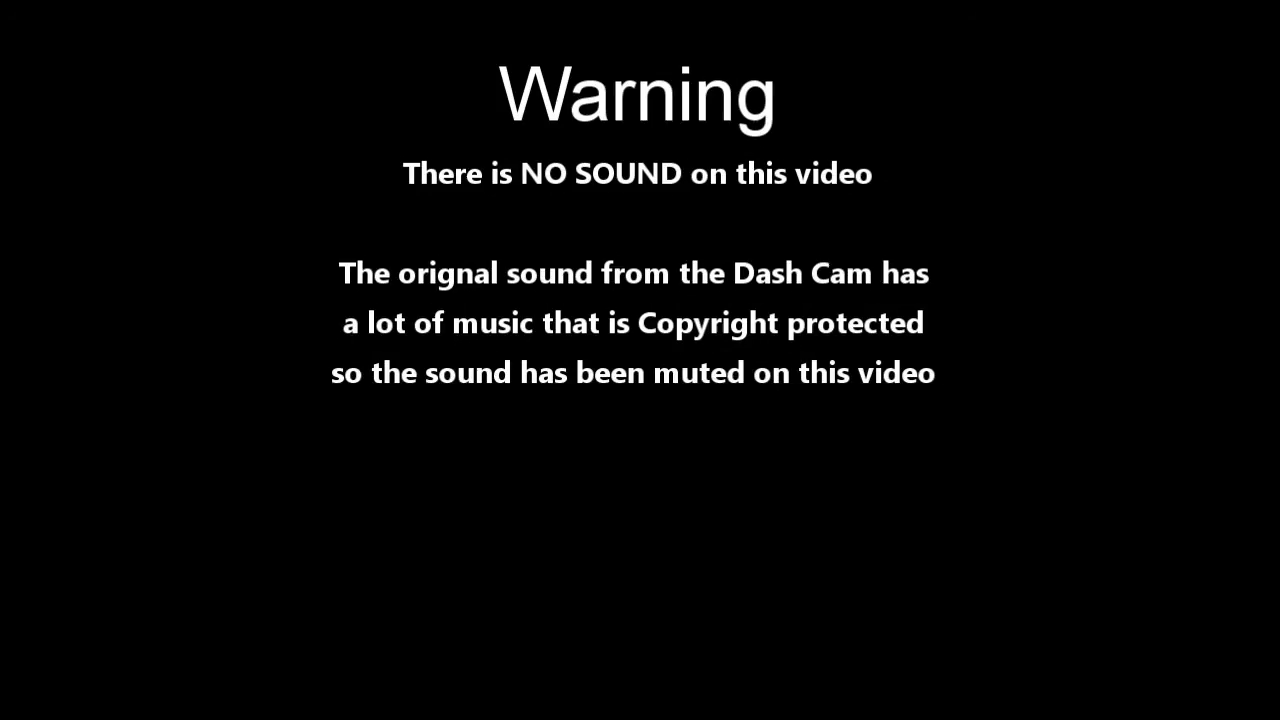 Warning
There is NO SOUND on this video
The orignal sound from the Dash Cam has
a lot of music that is Copyright protected
so the sound has been muted on this video